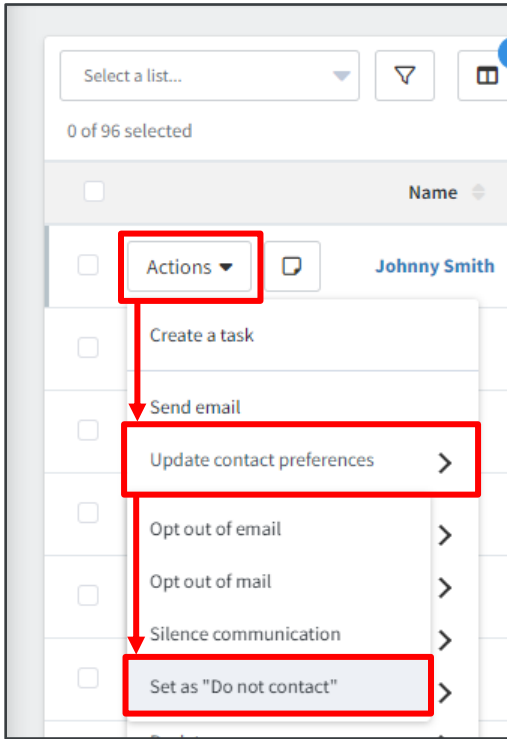 Select a list...
0 of 96 selected
Name
Actions
Johnny Smith
Create a task
Send email
Update contact preferences
Opt out of email
Opt out of mail
Silence communication
Set as "Do not contact"